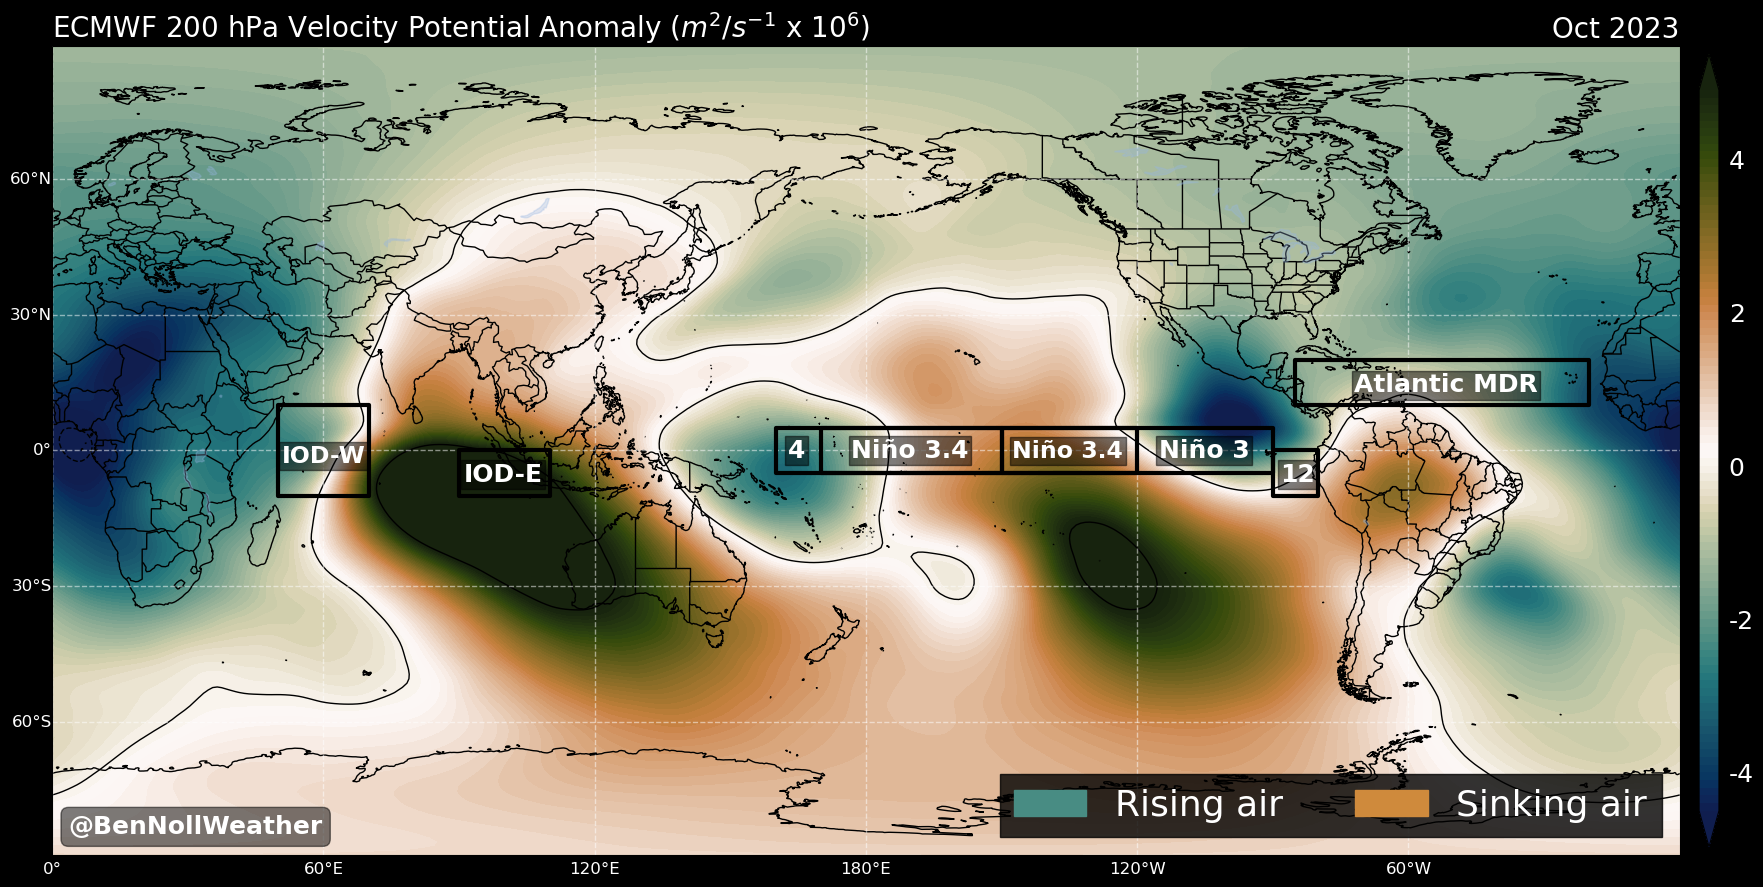 ECMWF 200 hPa Velocity Potential Anomaly (m²/s⁻¹ x 10⁶)
Oct 2023
60°N
30°N
0°
30°S
60°S
0°
60°E
120°E
180°E
120°W
60°W
4
2
0
-2
-4
Atlantic MDR
IOD-W
IOD-E
4
Niño 3.4
Niño 3.4
Niño 3
12
Rising air
Sinking air
@BenNollWeather